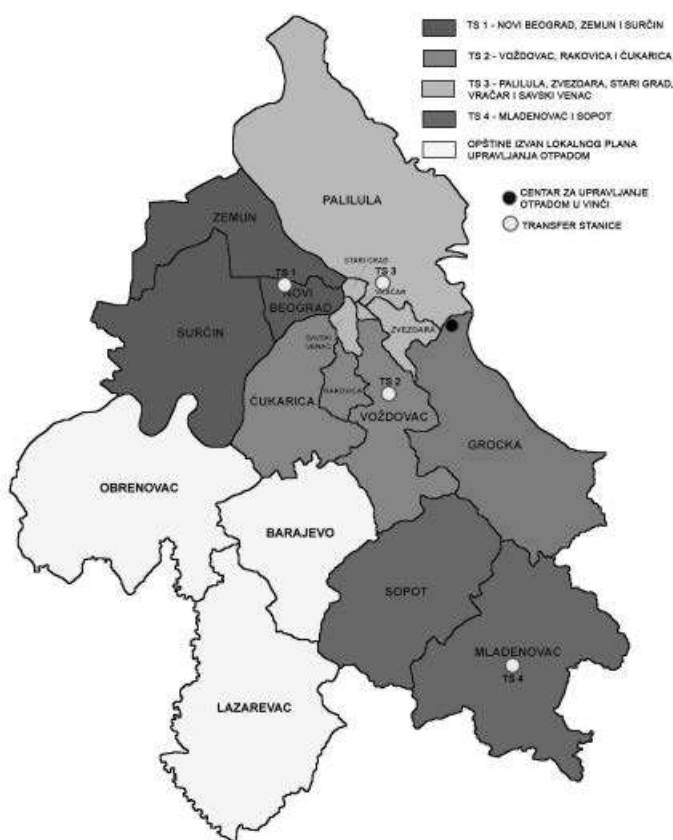 TS 1 - NOVI BEOGRAD, ZEMUN I SURČIN
TS 2 - VOŽDOVAC, RAKOVICA I ČUKARICA
TS 3 - PALILULA, ZVEZDARA, STARI GRAD,
VRAČAR I SAVSKI VENAC
TS 4 - MLADENOVAC I SOPOT
OPŠTINE IZVAN LOKALNOG PLANA
UPRAVLJANJA OTPADOM
CENTAR ZA UPRAVLJANJE
OTPADOM U VINČI
TRANSFER STANICE
PALILULA
ZEMUN
STARI GRAD
TS 1
TS 3
NOVI
BEOGRAD
VRAČAR
SURČIN
ZVEZDARA
SAVSKI
VENAC
RAKOVICA
TS 2
ČUKARICA
VOŽDOVAC
GROCKA
OBRENOVAC
BARAJEVO
SOPOT
MLADENOVAC
TS 4
LAZAREVAC